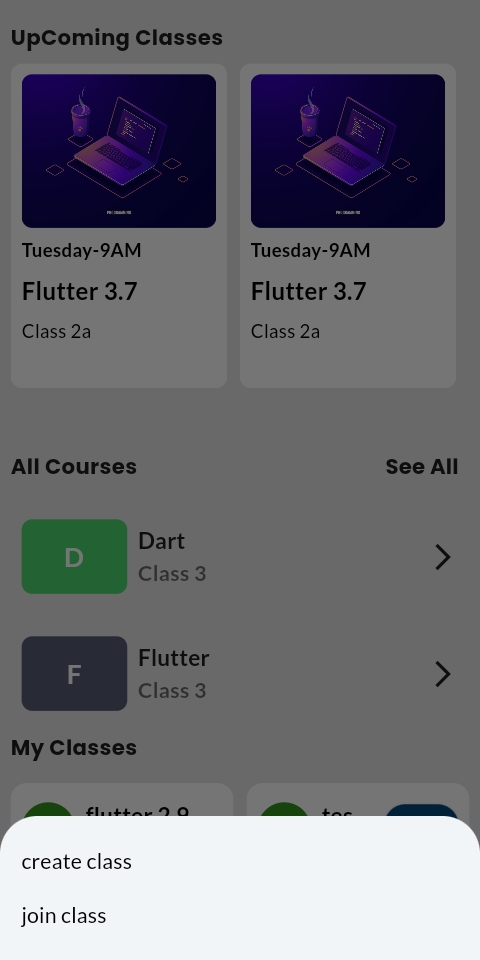 UpComing Classes
Tuesday-9AM
Flutter 3.7
Class 2a
Tuesday-9AM
Flutter 3.7
Class 2a
All Courses See All
D
Dart
Class 3
F
Flutter
Class 3
My Classes
flutter 2.9
tes
create class
join class